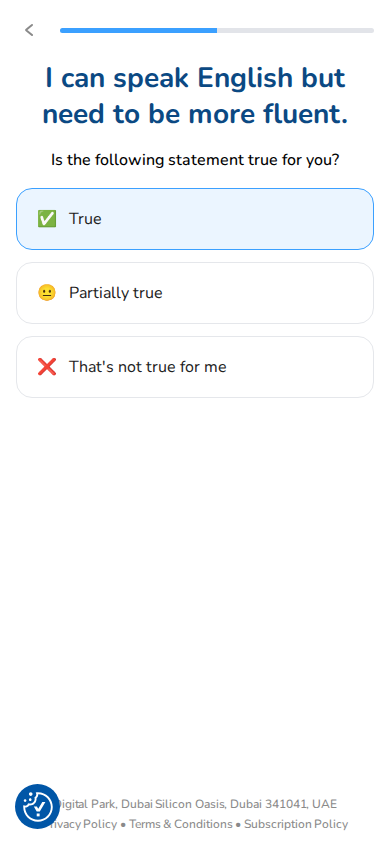 I can speak English but
need to be more fluent.
Is the following statement true for you?
True
Partially true
That's not true for me
Digital Park, Dubai Silicon Oasis, Dubai 341041, UAE
Privacy Policy • Terms & Conditions • Subscription Policy